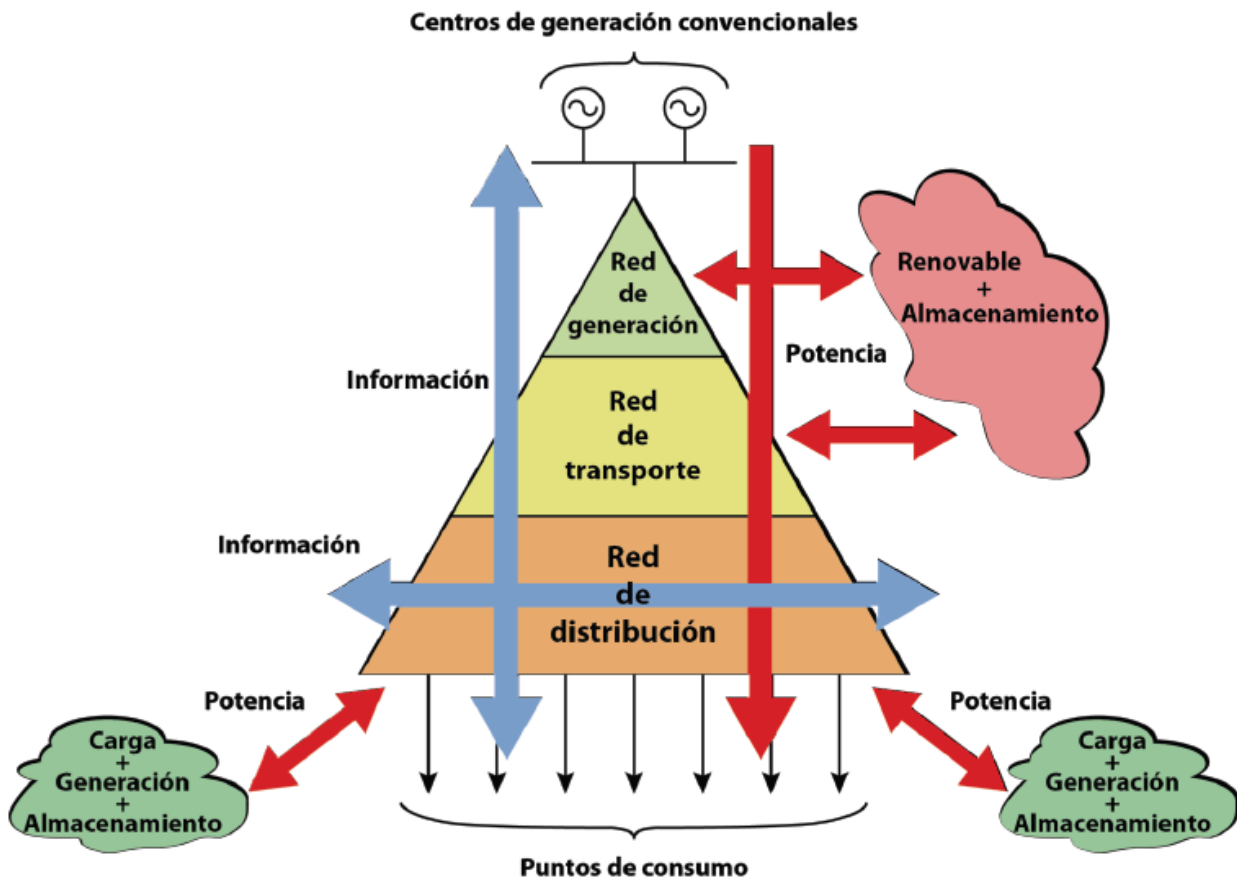 Centros de generación convencionales
Red
de
generación
Renovable
+
Almacenamiento
Potencia
Información
Red
de
transporte
Información
Red
de
distribución
Potencia
Carga
+
Generación
+
Almacenamiento
Potencia
Carga
+
Generación
+
Almacenamiento
Puntos de consumo